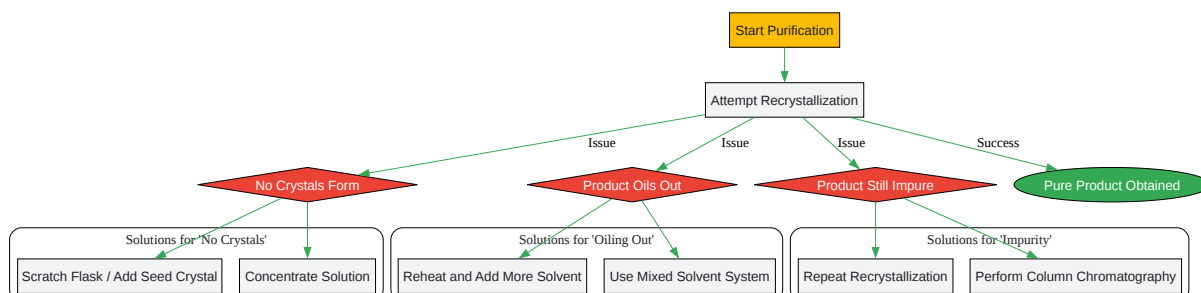 Start Purification
Attempt Recrystallization
Issue
Issue
Issue
Success
No Crystals Form
Product Oils Out
Product Still Impure
Pure Product Obtained
Solutions for 'No Crystals'
Solutions for 'Oiling Out'
Solutions for 'Impurity'
Scratch Flask / Add Seed Crystal
Concentrate Solution
Reheat and Add More Solvent
Use Mixed Solvent System
Repeat Recrystallization
Perform Column Chromatography